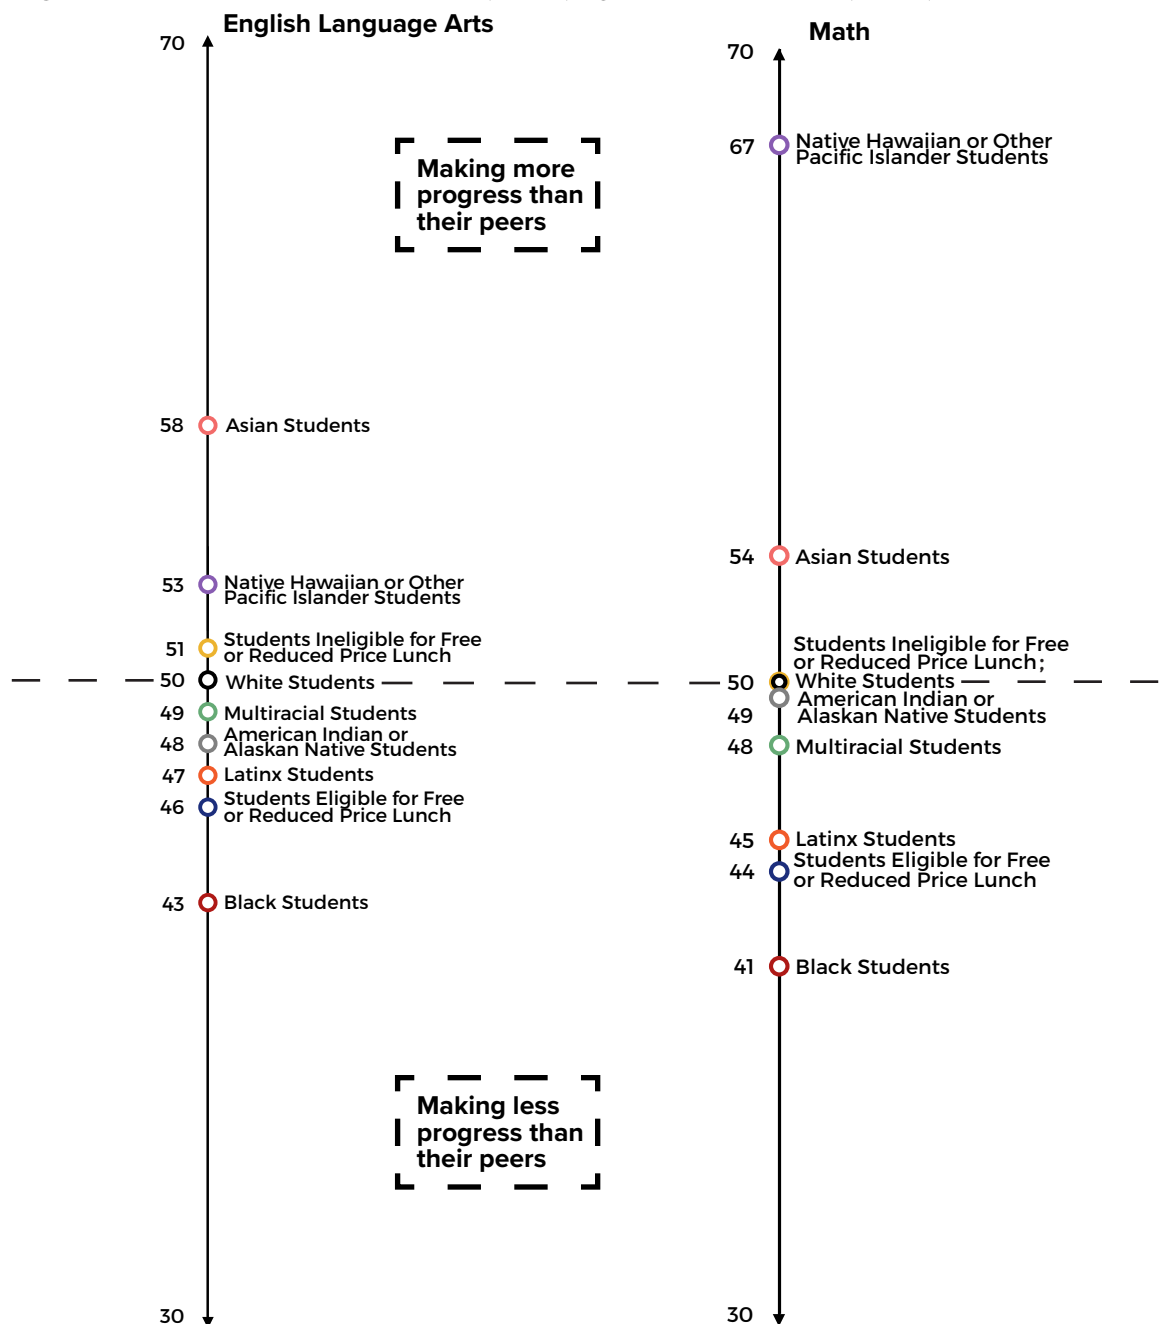 English Language Arts
70
Making more
progress than
their peers
58 Asian Students
53 Native Hawaiian or Other
Pacific Islander Students
51 Students Ineligible for Free
or Reduced Price Lunch
50 White Students
49 Multiracial Students
48 American Indian or
Alaskan Native Students
47 Latinx Students
46 Students Eligible for Free
or Reduced Price Lunch
43 Black Students
Making less
progress than
their peers
30
Math
70
67 Native Hawaiian or Other
Pacific Islander Students
54 Asian Students
Students Ineligible for Free
or Reduced Price Lunch;
50 White Students
American Indian or
49 Alaskan Native Students
48 Multiracial Students
45 Latinx Students
44 Students Eligible for Free
or Reduced Price Lunch
41 Black Students
30